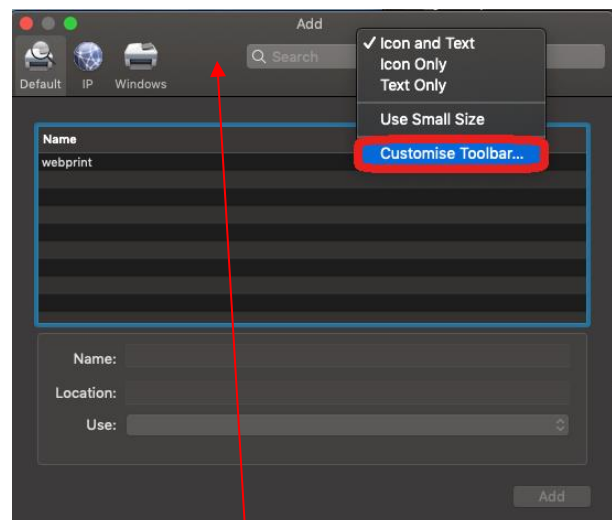 Add
Default IP Windows
Search
✓ Icon and Text
Icon Only
Text Only
Use Small Size
Customise Toolbar...
Name
webprint
Name:
Location:
Use:
Add